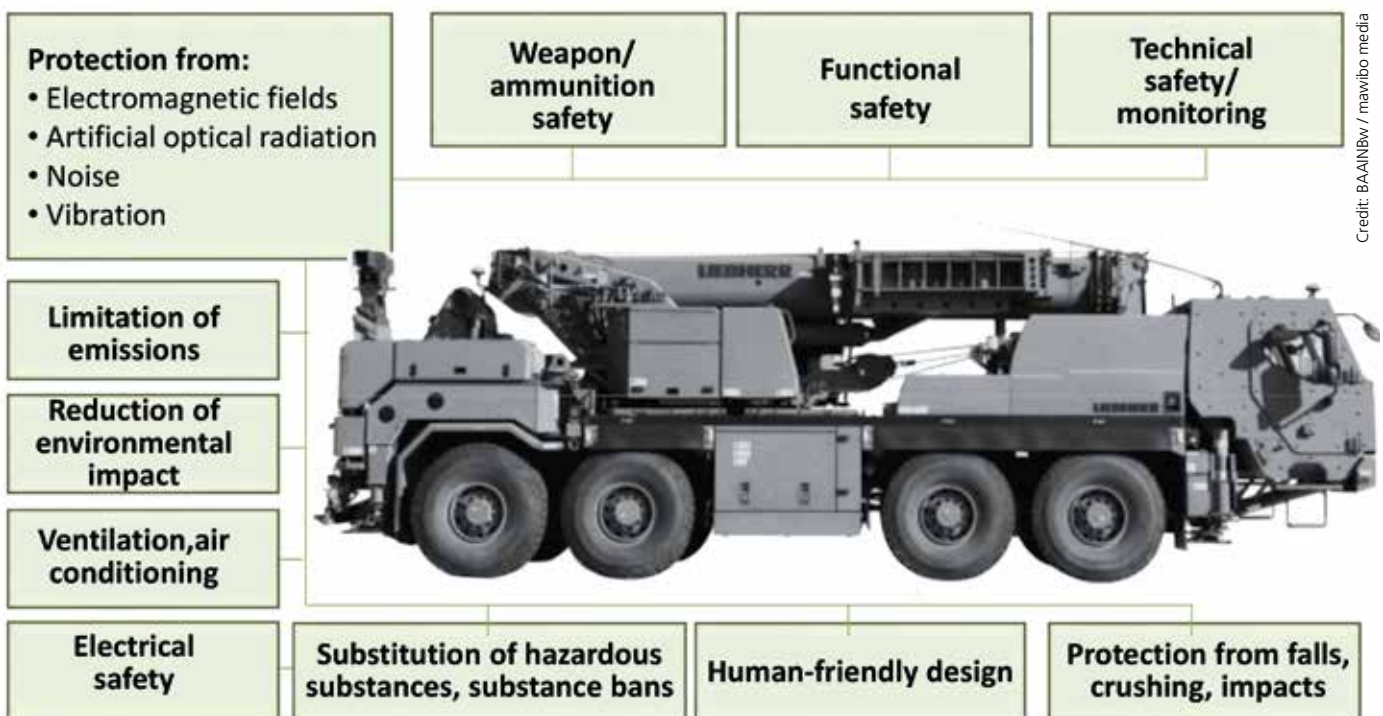 Protection from:
• Electromagnetic fields
• Artificial optical radiation
• Noise
• Vibration
Weapon/
ammunition
safety
Functional
safety
Technical
safety/
monitoring
Credit: BAAINBw / mawibo media
LIEBHERR
LIEBHERR
Limitation of
emissions
Reduction of
environmental
impact
Ventilation,air
conditioning
Electrical
safety
Substitution of hazardous
substances, substance bans
Human-friendly design
Protection from falls,
crushing, impacts